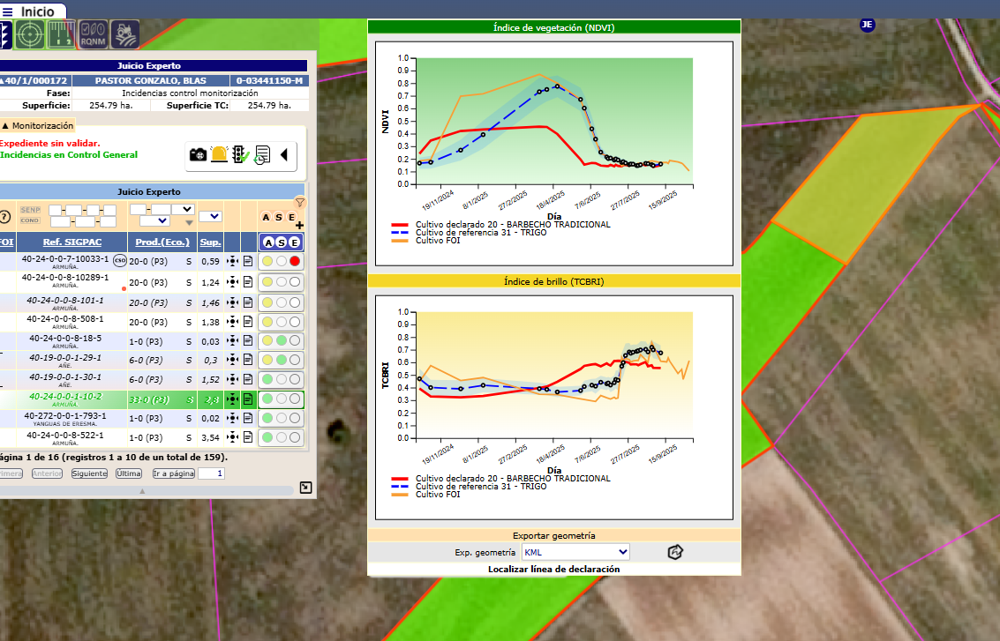 Inicio
RQNM
JE
Juicio Experto
40/1/000172 PASTOR GONZALO, BLAS 0-03441150-M
Fase: Incidencias control monitorización
Superficie: 254.79 ha. Superficie TC: 254.79 ha.
▲ Monitorización
Expediente sin validar.
Incidencias en Control General
Juicio Experto
SENP
COND
A S E
FOI Ref. SIGPAC Prod.(Eco.) Sup. A S E
40-24-0-0-7-10033-1 CSO 20-0 (P3) S 0,59
ARMUÑA.
40-24-0-0-8-10289-1 20-0 (P3) S 1,24
ARMUÑA.
40-24-0-0-8-101-1 20-0 (P3) S 1,46
ARMUÑA.
40-24-0-0-8-508-1 20-0 (P3) S 1,38
ARMUÑA.
40-24-0-0-8-18-5 1-0 (P3) S 0,03
ARMUÑA.
40-19-0-0-1-29-1 6-0 (P3) S 0,3
AÑE.
40-19-0-0-1-30-1 6-0 (P3) S 1,52
AÑE.
40-24-0-0-1-10-2 33-0 (P3) S 2,8
ARMUÑA.
40-272-0-0-1-793-1 1-0 (P3) S 0,02
YANGUAS DE ERESMA.
40-24-0-0-8-522-1 1-0 (P3) S 3,54
ARMUÑA.
ágina 1 de 16 (registros 1 a 10 de un total de 159).
rimera Anterior Siguiente Última Ir a página 1
Índice de vegetación (NDVI)
1.0
0.9
0.8
0.7
0.6
0.5
0.4
0.3
0.2
0.1
0.0
NDVI
19/11/2024 8/1/2025 27/2/2025 18/4/2025 7/6/2025 27/7/2025 15/9/2025
Día
Cultivo declarado 20 - BARBECHO TRADICIONAL
Cultivo de referencia 31 - TRIGO
Cultivo FOI
Índice de brillo (TCBRI)
1.0
0.9
0.8
0.7
0.6
0.5
0.4
0.3
0.2
0.1
0.0
TCBRI
19/11/2024 8/1/2025 27/2/2025 18/4/2025 7/6/2025 27/7/2025 15/9/2025
Día
Cultivo declarado 20 - BARBECHO TRADICIONAL
Cultivo de referencia 31 - TRIGO
Cultivo FOI
Exportar geometría
Exp. geometría KML
Localizar línea de declaración